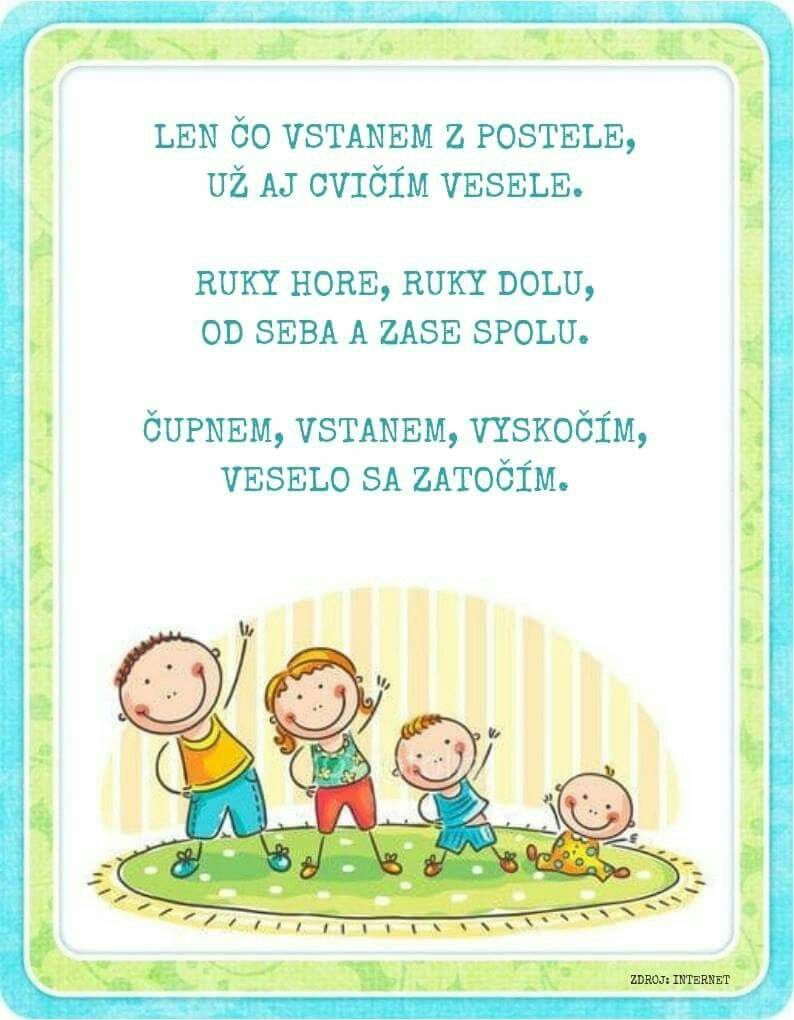 LEN ČO VSTANEM Z POSTELE,
UŽ AJ CVIČÍM VESELE.
RUKY HORE, RUKY DOLU,
OD SEBA A ZASE SPOLU.
ČUPNEM, VSTANEM, VYSKOČÍM,
VESELO SA ZATOČÍM.
ZDROJ: INTERNET